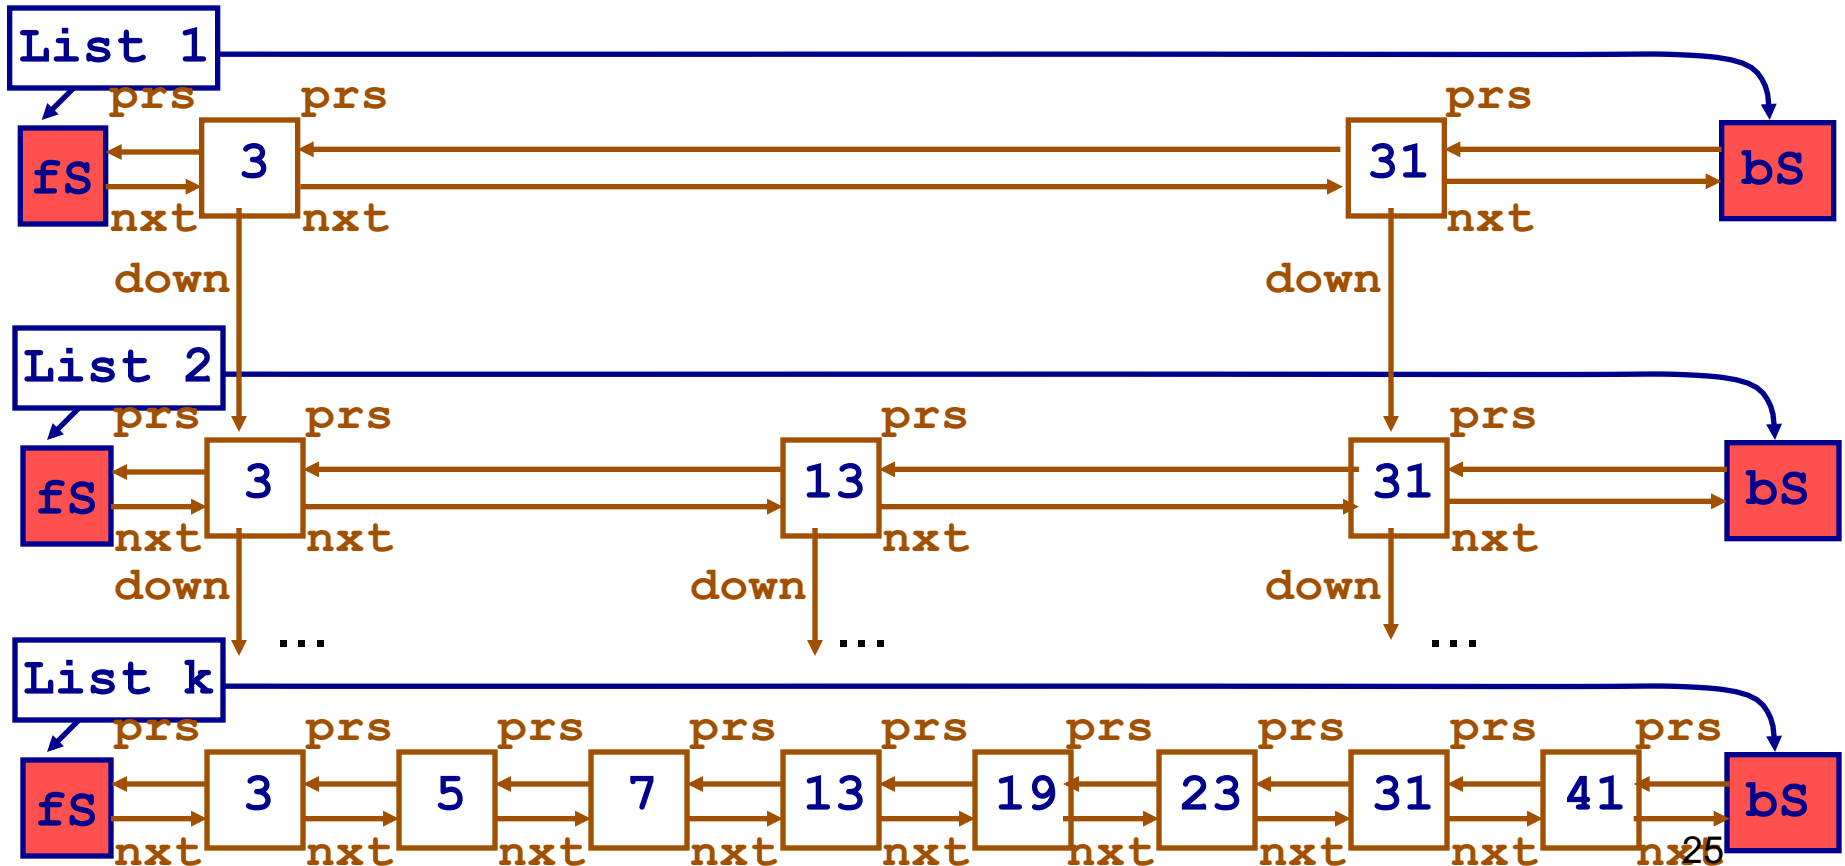 List 1
prs prs prs
fS 3 31 bS
nxt nxt nxt
down down
List 2
prs prs prs prs
fS 3 13 31 bS
nxt nxt nxt nxt
down down down
... ... ...
List k
prs prs prs prs prs prs prs prs prs
fS 3 5 7 13 19 23 31 41 bS
nxt nxt nxt nxt nxt nxt nxt nxt nxt
25